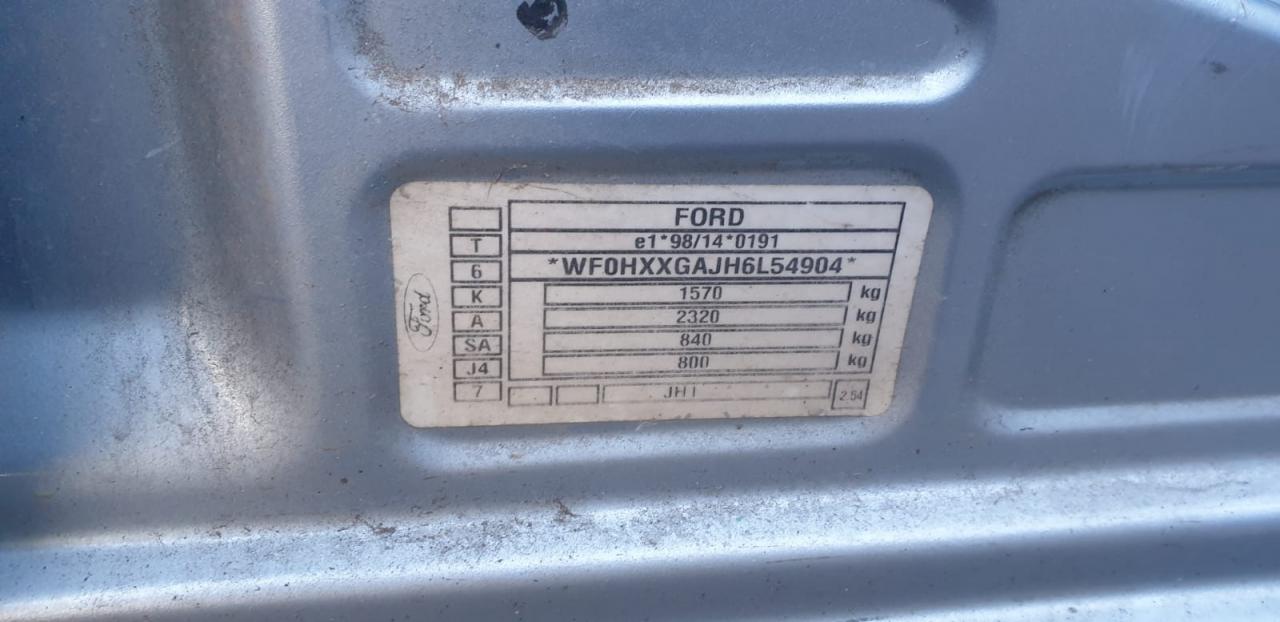 FORD
T e1*98/14*0191
6 *WF0HXXGAJH6L54904*
K 1570 kg
A 2320 kg
SA 840 kg
J4 800 kg
7 JH1 2.54
Ford